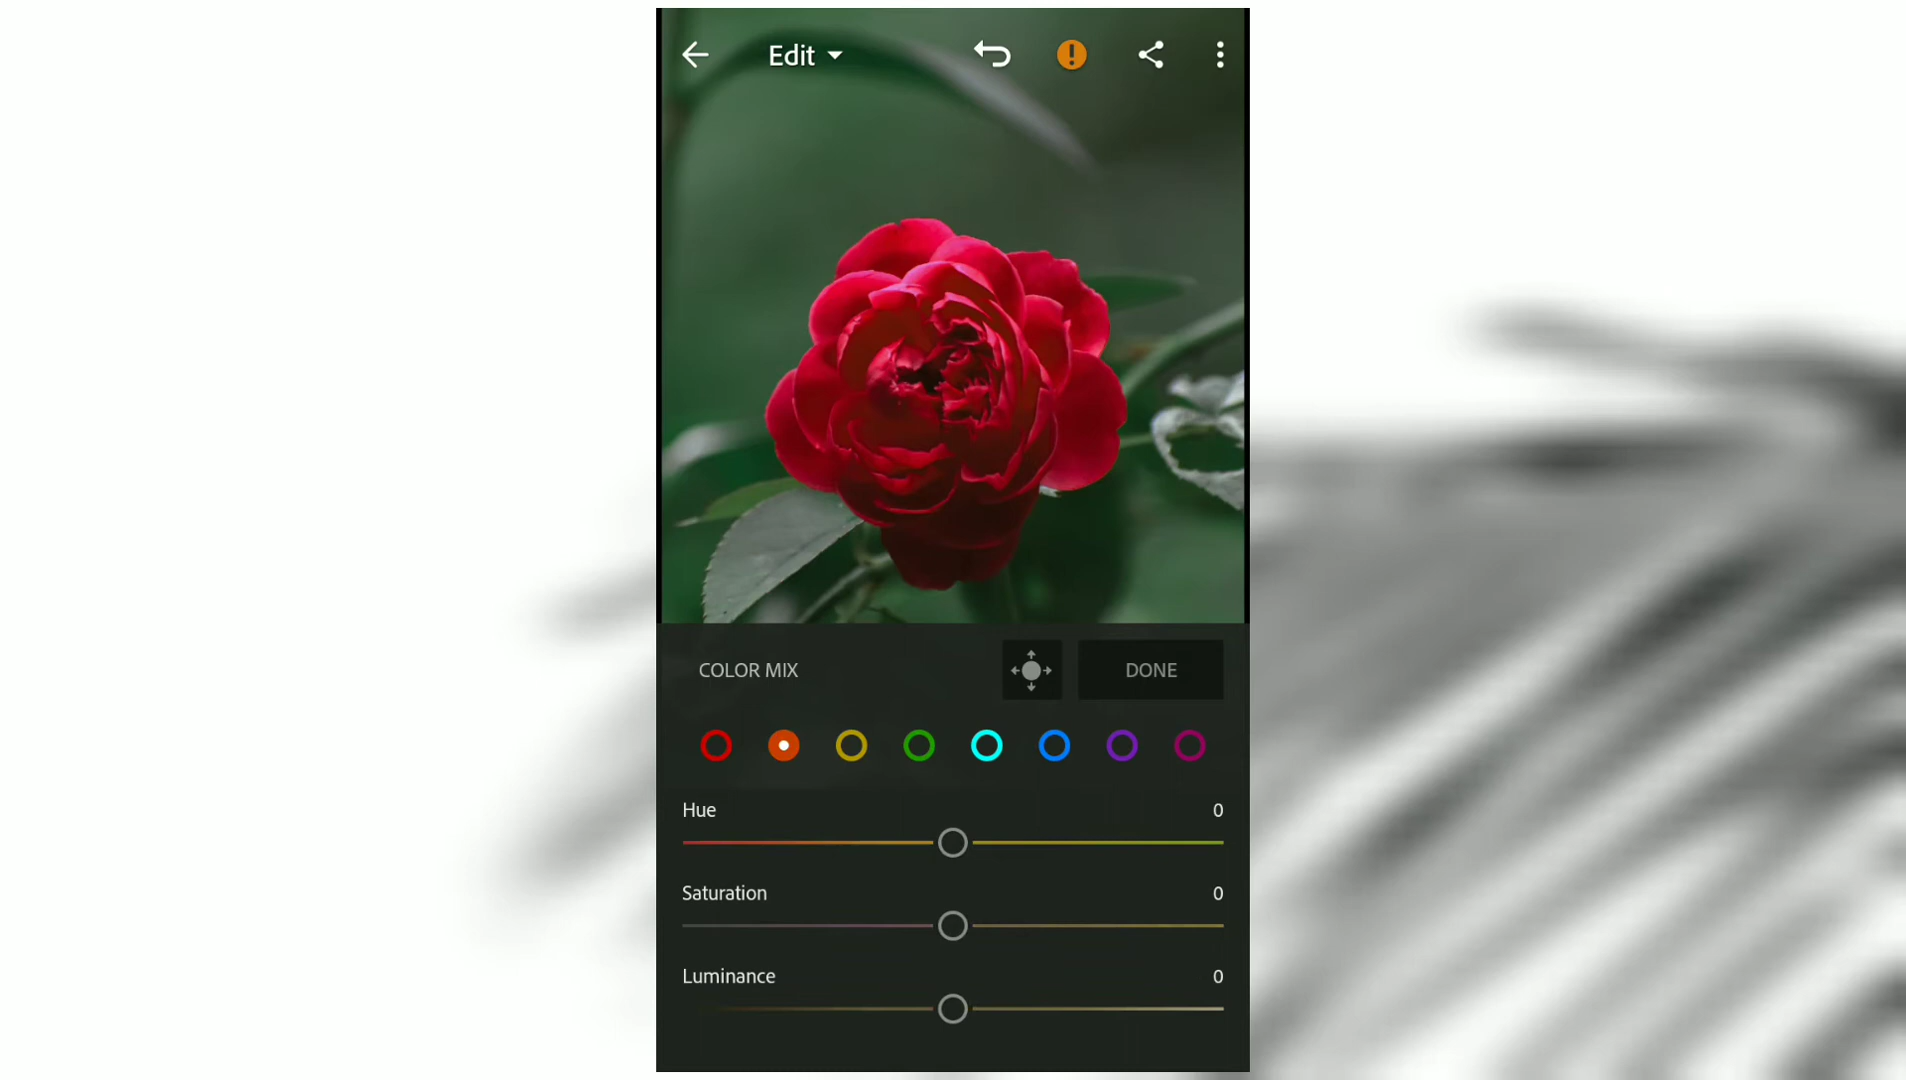 Edit
COLOR MIX
DONE
Hue 0
Saturation 0
Luminance 0